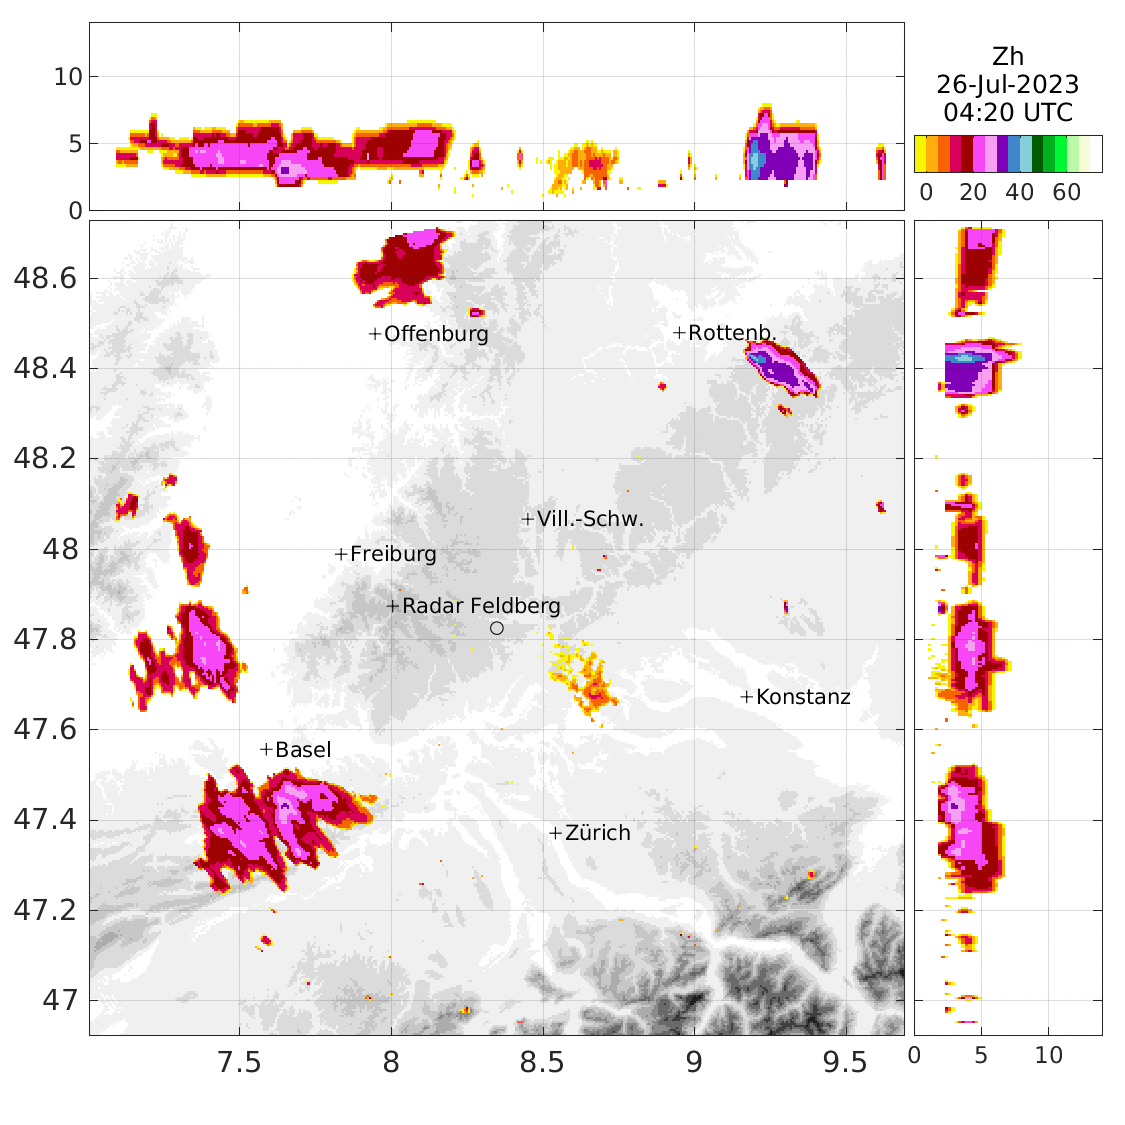 10
5
0
Zh
26-Jul-2023
04:20 UTC
0 20 40 60
48.6
48.4
48.2
48
47.8
47.6
47.4
47.2
47
+Offenburg
+Rottenb.
+Vill.-Schw.
+Freiburg
+Radar Feldberg
+Konstanz
+Basel
+Zürich
7.5 8 8.5 9 9.5
0 5 10